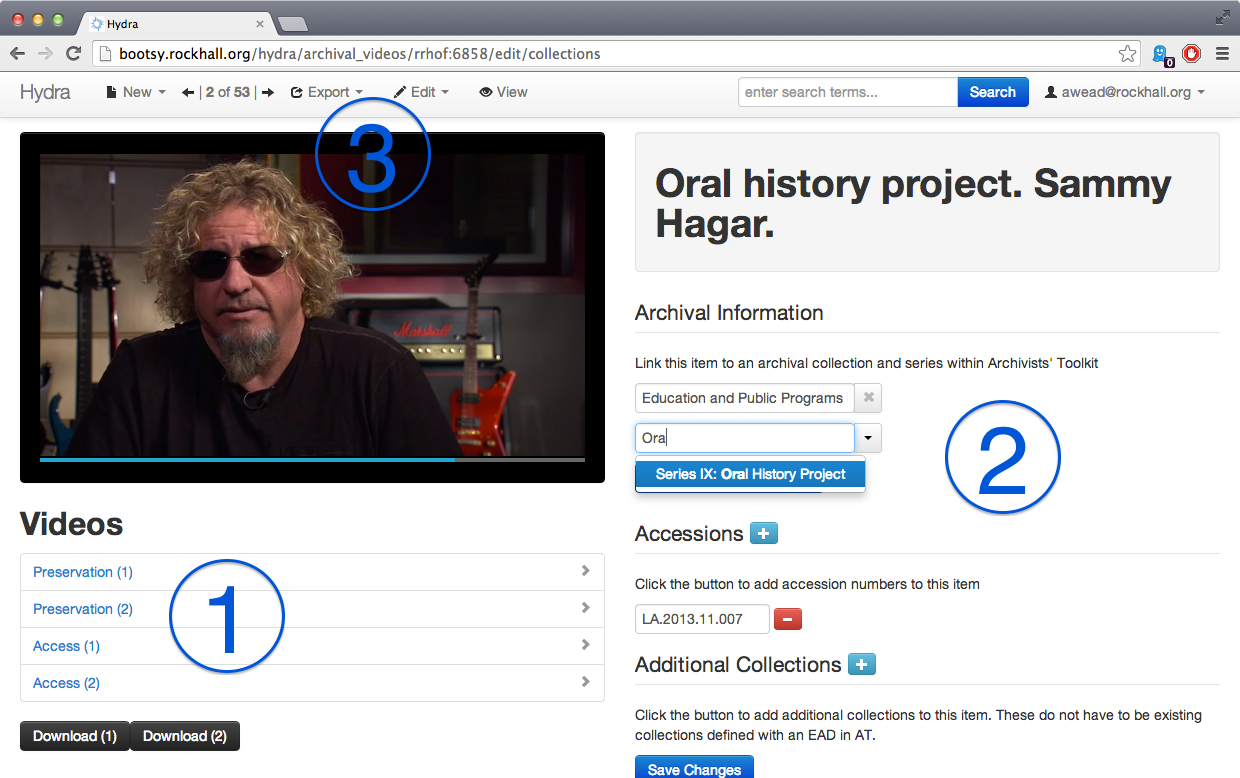 Hydra
bootsy.rockhall.org/hydra/archival_videos/rrhof:6858/edit/collections
0
Hydra New | 2 of 53 | Export Edit View enter search terms... Search awead@rockhall.org
3
Marshall
Oral history project. Sammy
Hagar.
Archival Information
Link this item to an archival collection and series within Archivists' Toolkit
Education and Public Programs
Ora
Series IX: Oral History Project
2
Videos
Preservation (1)
Preservation (2)
Access (1)
Access (2)
1
Download (1) Download (2)
Accessions
Click the button to add accession numbers to this item
LA.2013.11.007
Additional Collections
Click the button to add additional collections to this item. These do not have to be existing
collections defined with an EAD in AT.
Save Changes